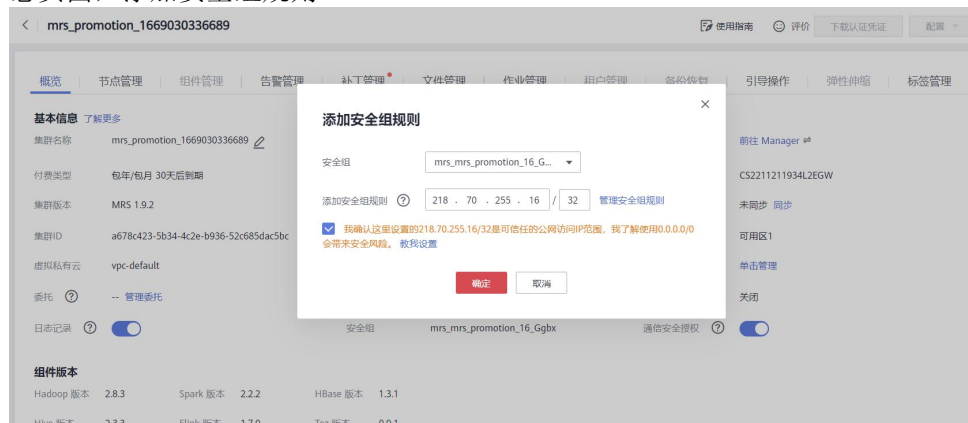 mrs_promotion_1669030336689 使用指南 评价 下载认证凭证 配置
概览 节点管理 组件管理 告警管理 补丁管理 文件管理 作业管理 租户管理 备份恢复 引导操作 弹性伸缩 标签管理
基本信息 了解更多
添加安全组规则
集群名称 mrs_promotion_1669030336689 前往 Manager
安全组 mrs_mrs_promotion_16_G...
付费类型 包年/包月 30天后到期 CS2211211934L2EGW
添加安全组规则 218 . 70 . 255 . 16 / 32 管理安全组规则
集群版本 MRS 1.9.2 未同步 同步
我确认这里设置的218.70.255.16/32是可信任的公网访问IP范围，我了解使用0.0.0.0/0
会带来安全风险。 教我设置
集群ID a678c423-5b34-4c2e-b936-52c685dac5bc 可用区1
虚拟私有云 vpc-default 单击管理
确定 取消
委托 -- 管理委托 关闭
日志记录 安全组 mrs_mrs_promotion_16_Ggbx 通信安全授权
组件版本
Hadoop 版本 2.8.3 Spark 版本 2.2.2 HBase 版本 1.3.1